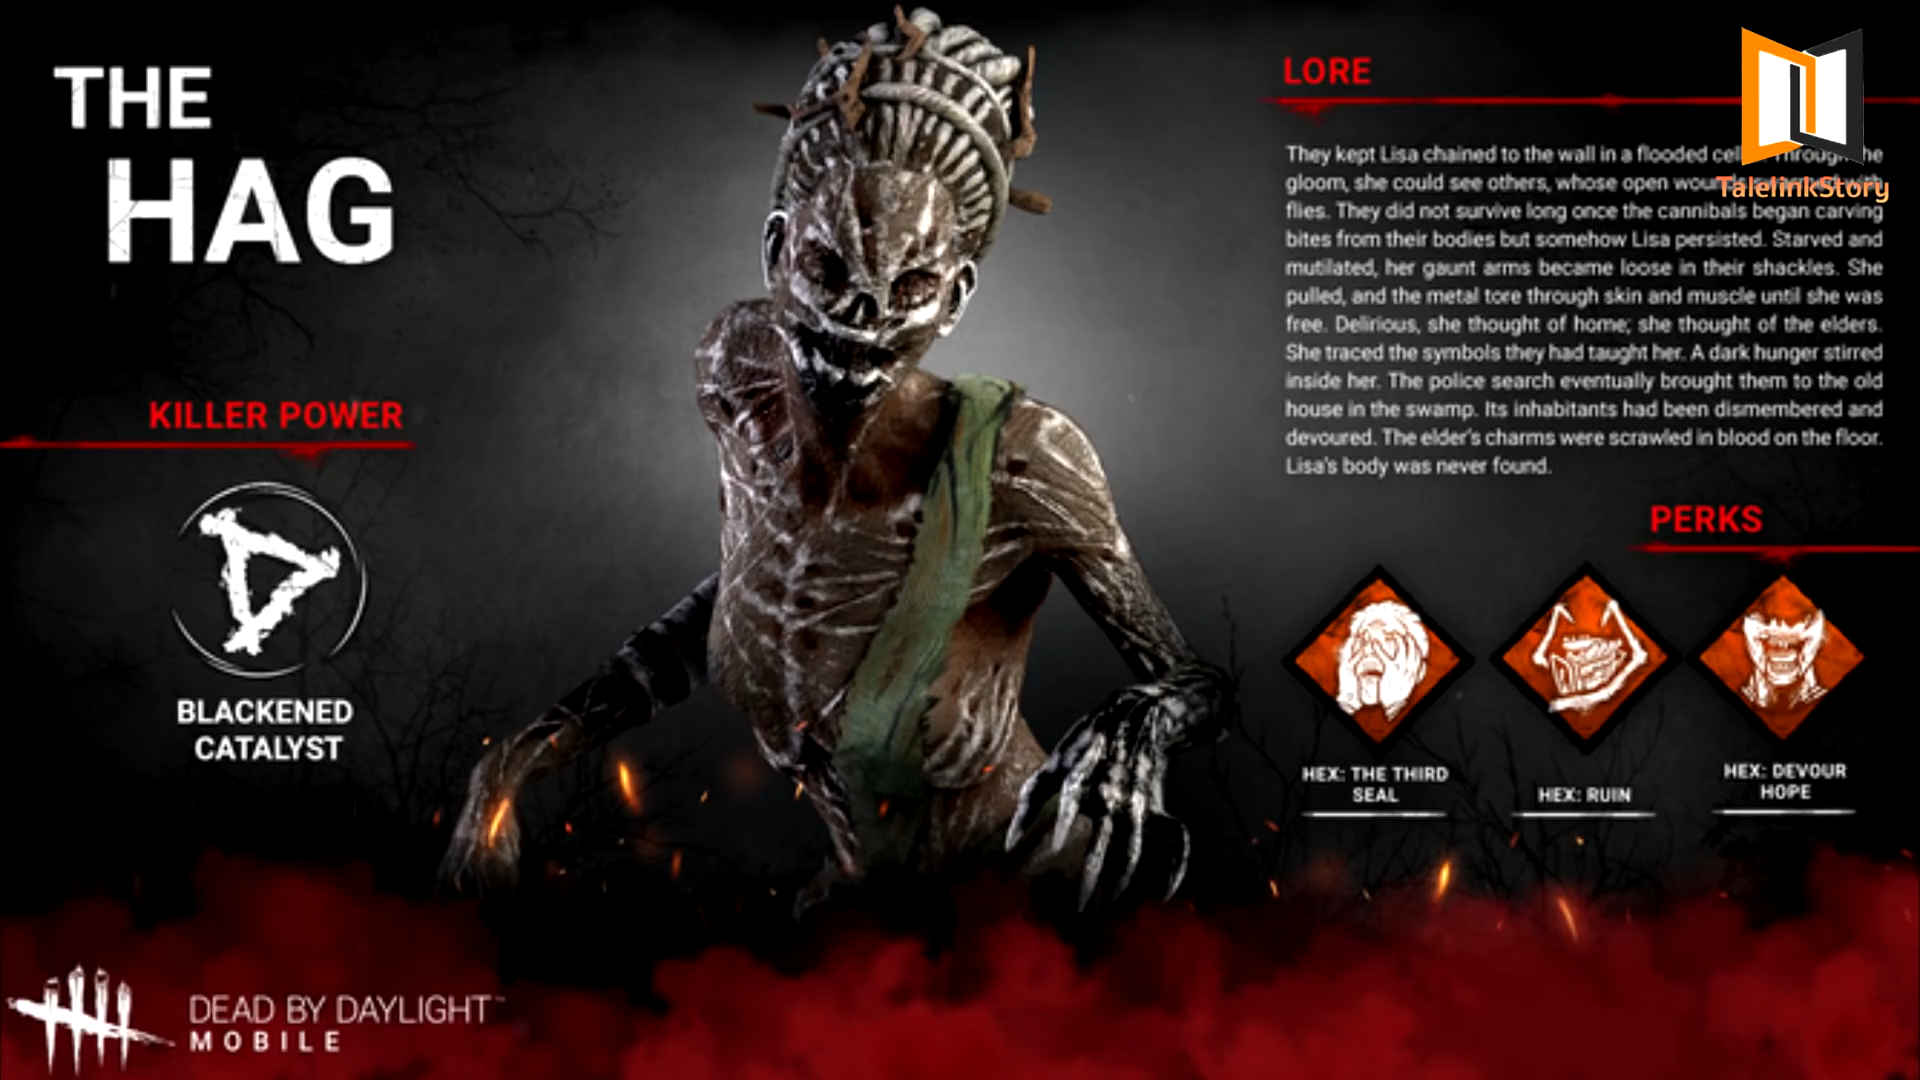 THE
HAG
KILLER POWER
BLACKENED
CATALYST
LORE
They kept Lisa chained to the wall in a flooded cell. Through the
gloom, she could see others, whose open
flies. They did not survive long once the cannibals began carving
bites from their bodies but somehow Lisa persisted. Starved and
mutilated, her gaunt arms became loose in their shackles. She
pulled, and the metal tore through skin and muscle until she was
free. Delirious, she thought of home; she thought of the elders.
She traced the symbols they had taught her. A dark hunger stirred
inside her. The police search eventually brought them to the old
house in the swamp. Its inhabitants had been dismembered and
devoured. The elder's charms were scrawled in blood on the floor.
Lisa's body was never found.
TalelinkStory
PERKS
HEX: THE THIRD
SEAL
HEX: RUIN
HEX: DEVOUR
HOPE
DEAD BY DAYLIGHT™
MOBILE